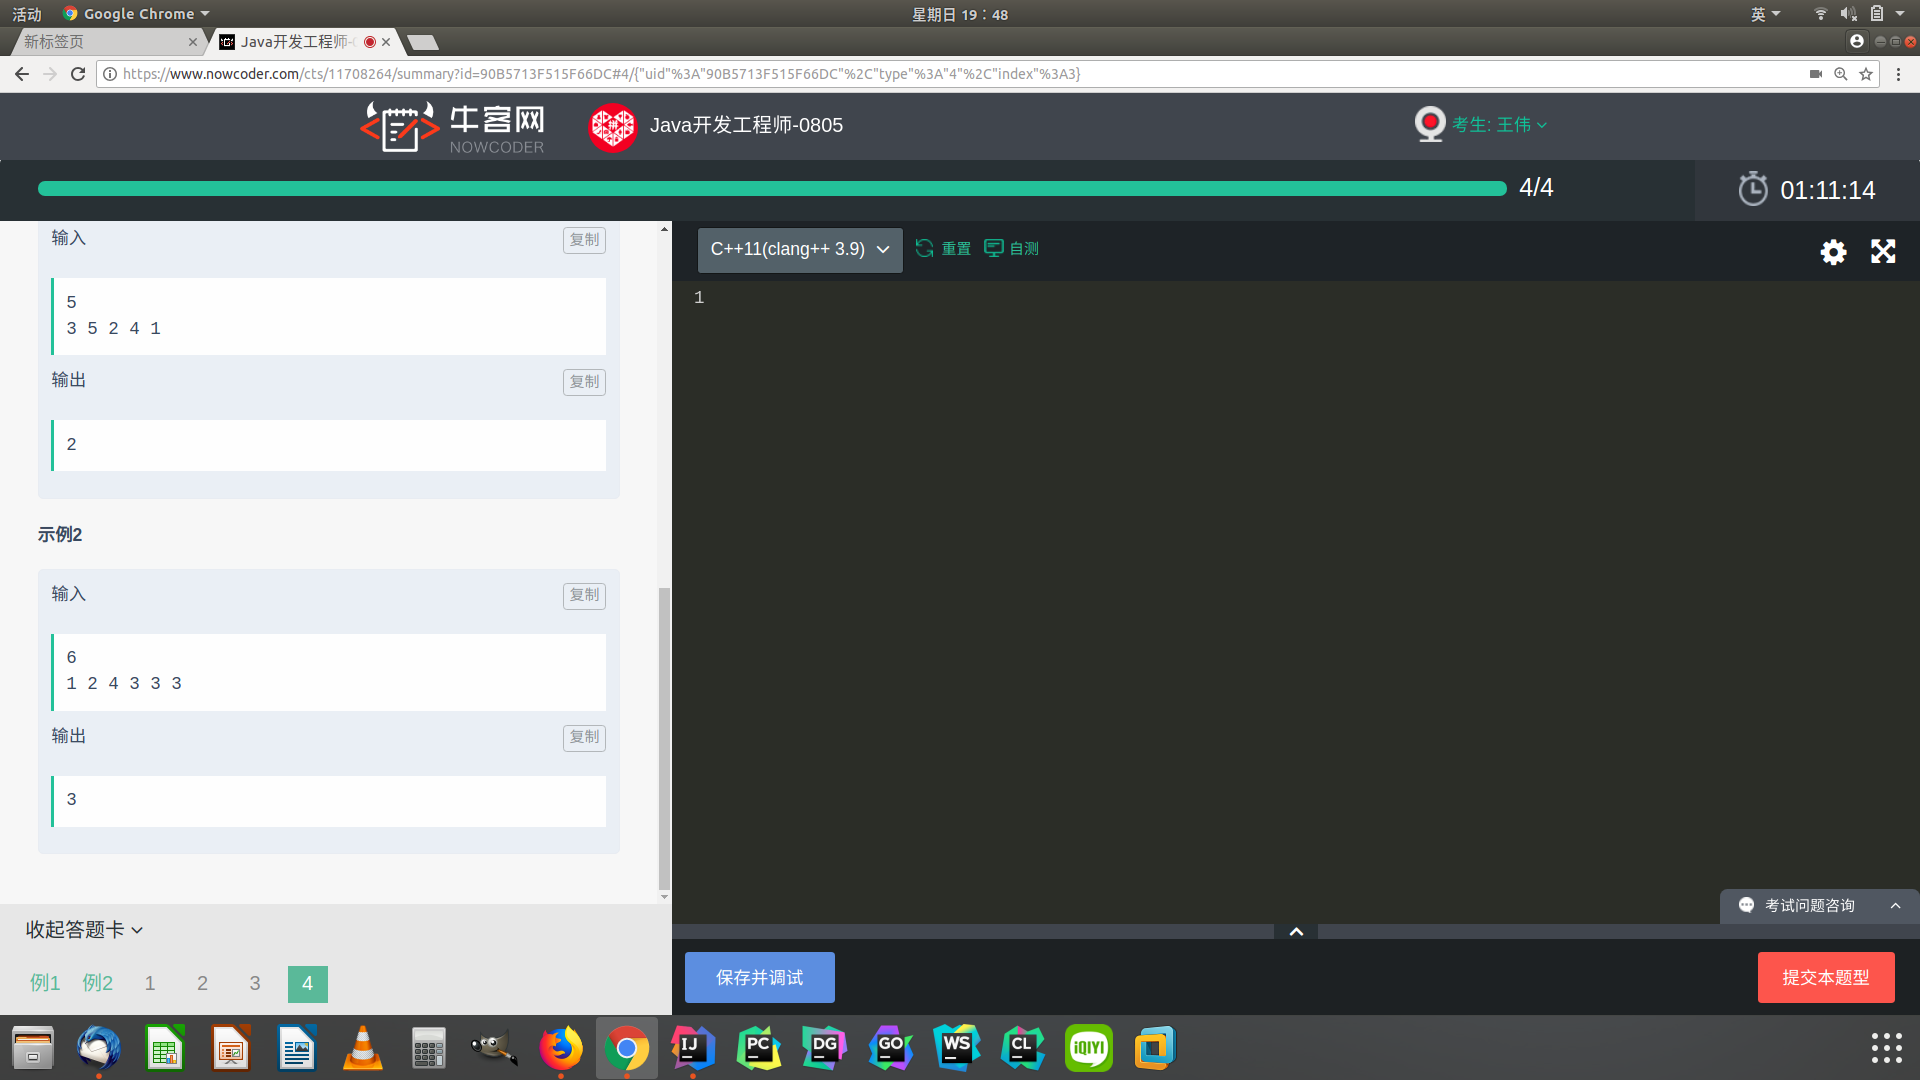 活动
Google Chrome
星期日 19：48
英
新标签页
Java开发工程师-
https://www.nowcoder.com/cts/11708264/summary?id=90B5713F515F66DC#4/{"uid"%3A"90B5713F515F66DC"%2C"type"%3A"4"%2C"index"%3A3}
牛客网
NOWCODER
Java开发工程师-0805
考生: 王伟
4/4
01:11:14
输入
复制
5
3 5 2 4 1
输出
复制
2
示例2
输入
复制
6
1 2 4 3 3 3
输出
复制
3
收起答题卡
例1 例2 1 2 3 4
C++11(clang++ 3.9)
重置
自测
1
考试问题咨询
保存并调试
提交本题型
IJ
PC
DG
GO
WS
CL
iQIYI